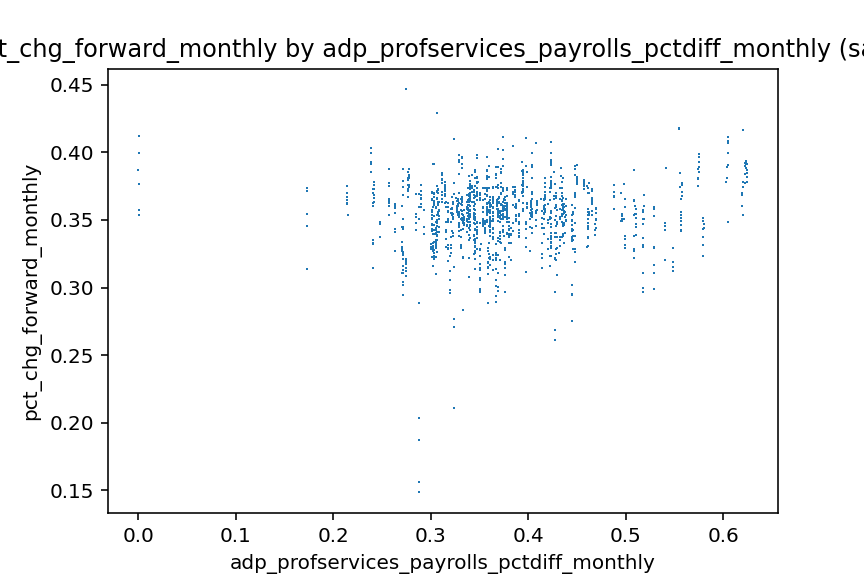 t_chg_forward_monthly by adp_profservices_payrolls_pctdiff_monthly (sa
0.45
0.40
0.35
0.30
0.25
0.20
0.15
pct_chg_forward_monthly
0.0 0.1 0.2 0.3 0.4 0.5 0.6
adp_profservices_payrolls_pctdiff_monthly